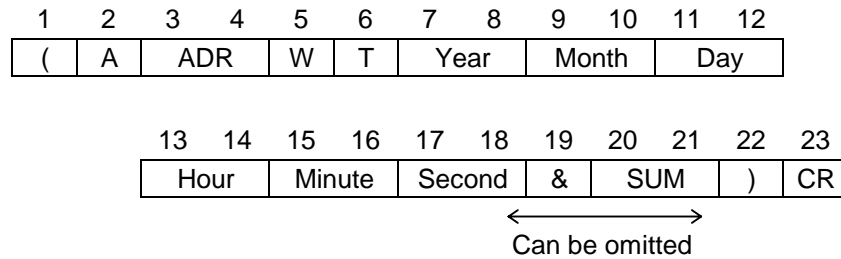 1 2 3 4 5 6 7 8 9 10 11 12
( A ADR W T Year Month Day
13 14 15 16 17 18 19 20 21 22 23
Hour Minute Second & SUM ) CR
Can be omitted